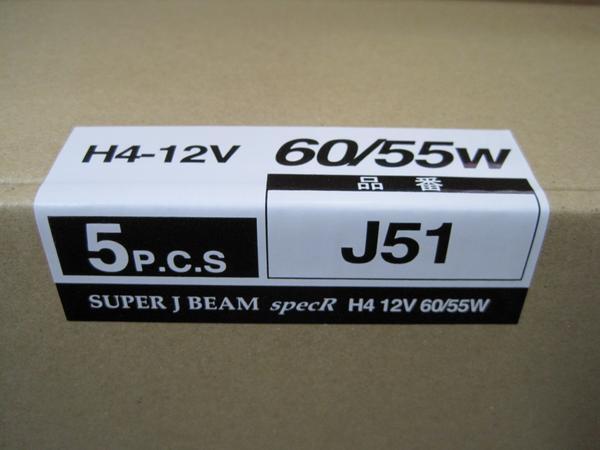 H4-12V 60/55W
品番
5P.C.S J51
SUPER J BEAM specR H4 12V 60/55W